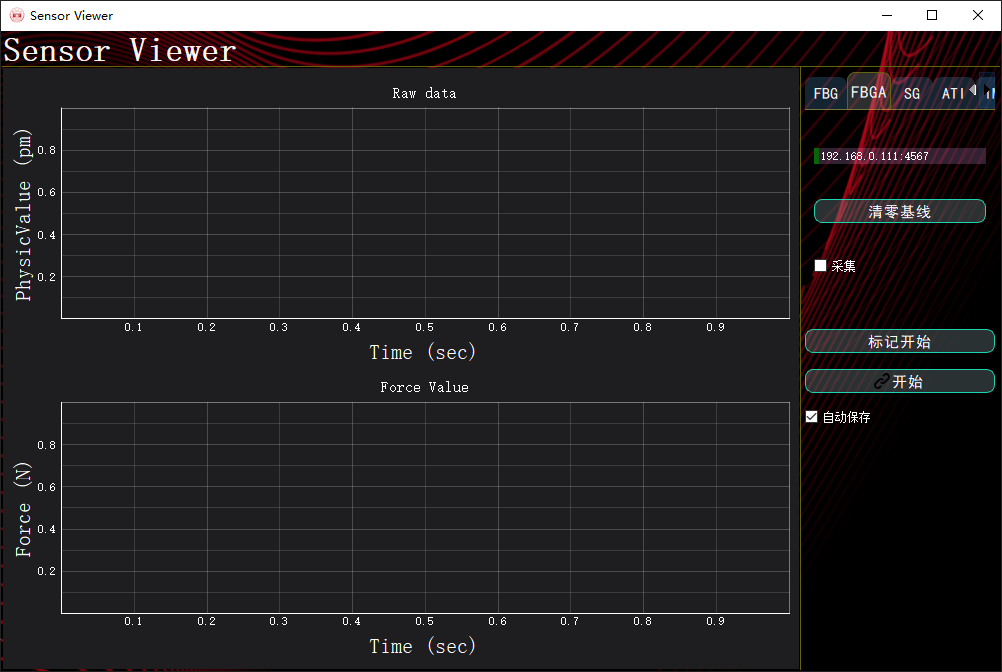 Sensor Viewer
Sensor Viewer
Raw data
PhysicValue (pm)
0.8
0.6
0.4
0.2
0.1 0.2 0.3 0.4 0.5 0.6 0.7 0.8 0.9
Time (sec)
Force Value
Force (N)
0.8
0.6
0.4
0.2
0.1 0.2 0.3 0.4 0.5 0.6 0.7 0.8 0.9
Time (sec)
FBG FBGA SG ATI
192.168.0.111:4567
清零基线
采集
标记开始
开始
自动保存